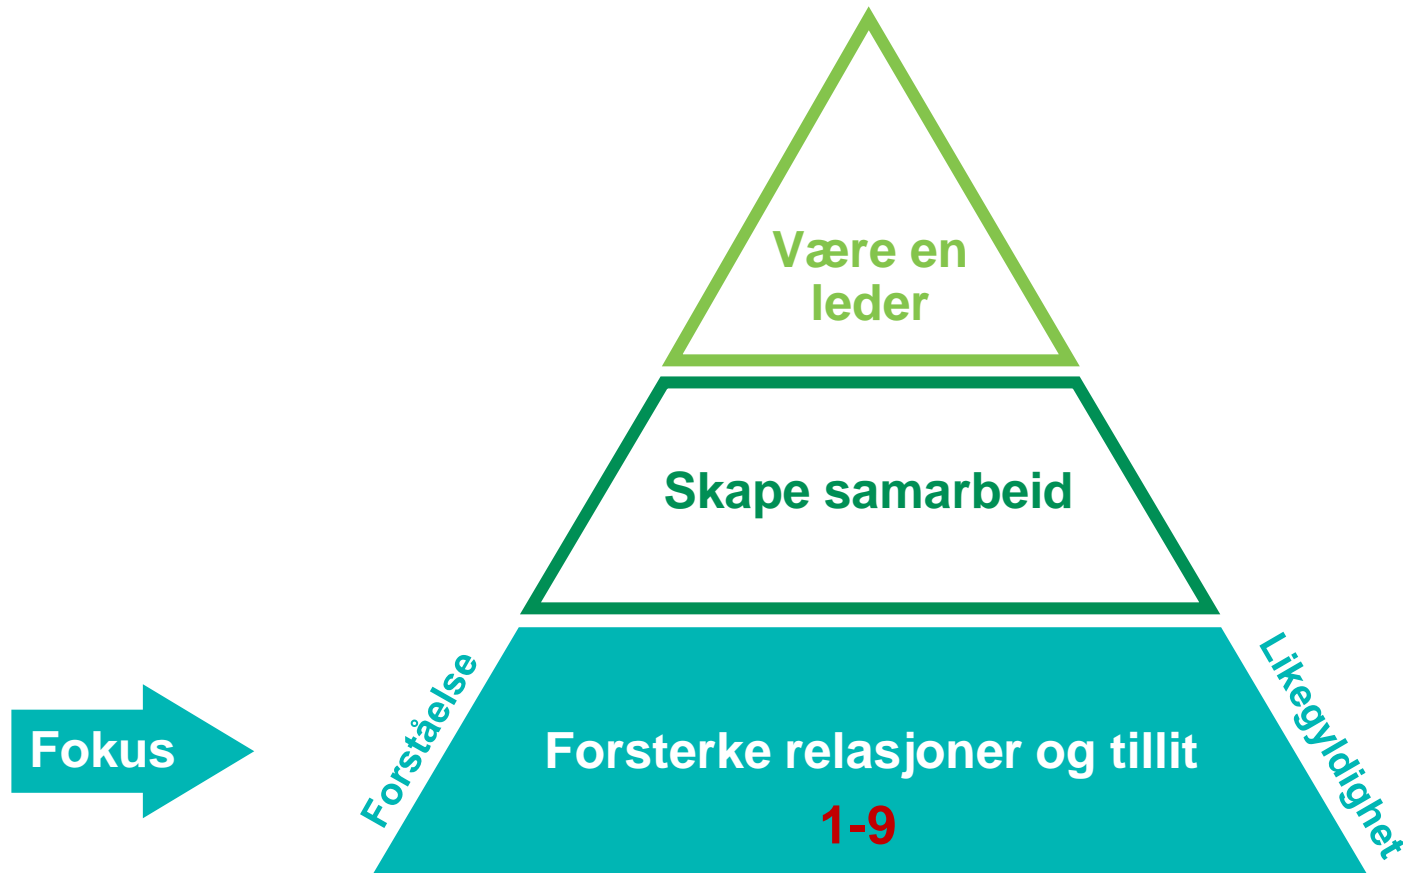 Være en
leder
Skape samarbeid
Fokus
Forståelse
Forsterke relasjoner og tillit
1-9
Likegyldighet